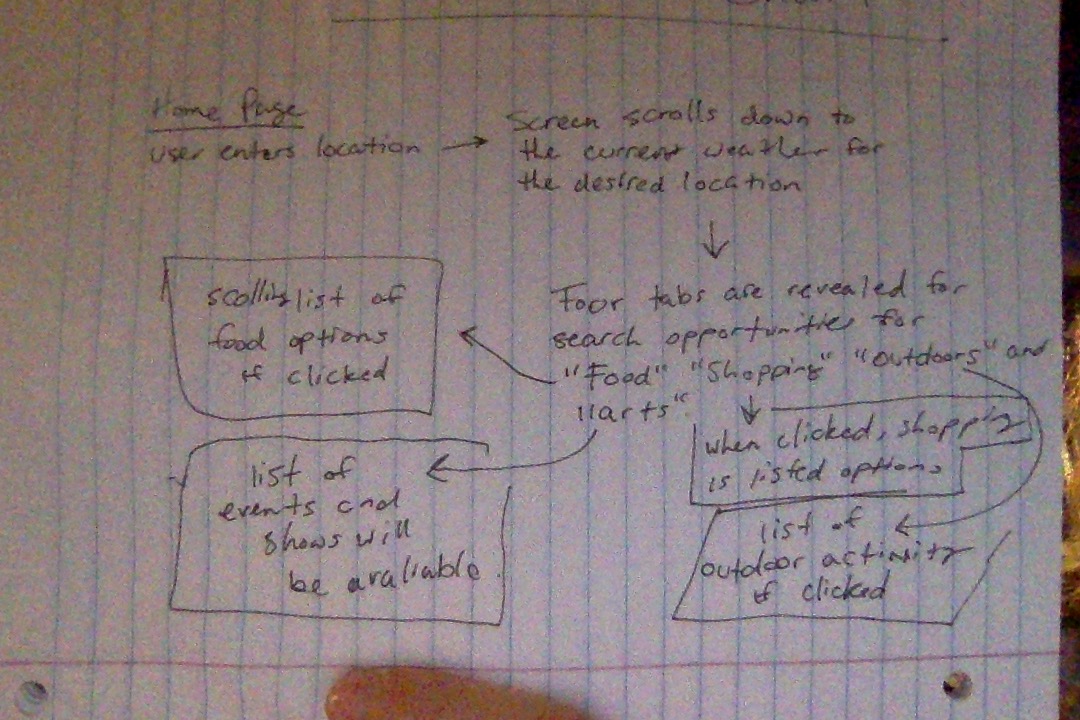 Home Page
user enters location → Screen scrolls down to
the current weather for
the desired location
Four tabs are revealed for
search opportunities for
"Food" "Shopping" "outdoors" and
"arts"
scolling list of
food options
if clicked
list of
events and
shows will
be avaliable
when clicked, shopping
is listed options
list of
outdoor activity
if clicked